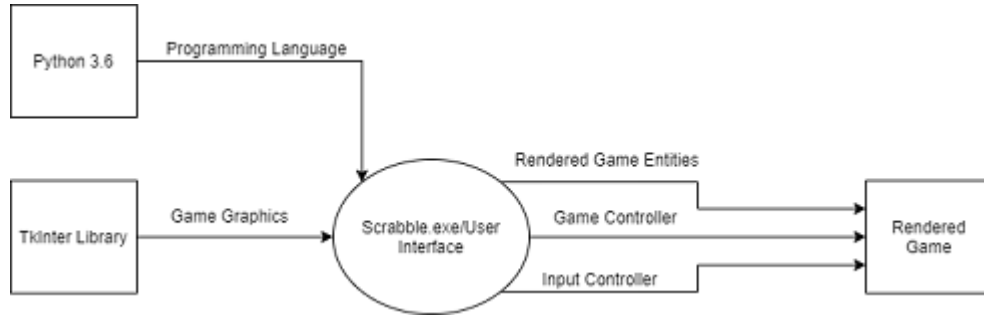 Python 3.6
Programming Language
TkInter Library
Game Graphics
Scrabble.exe/User
Interface
Rendered Game Entities
Game Controller
Input Controller
Rendered
Game